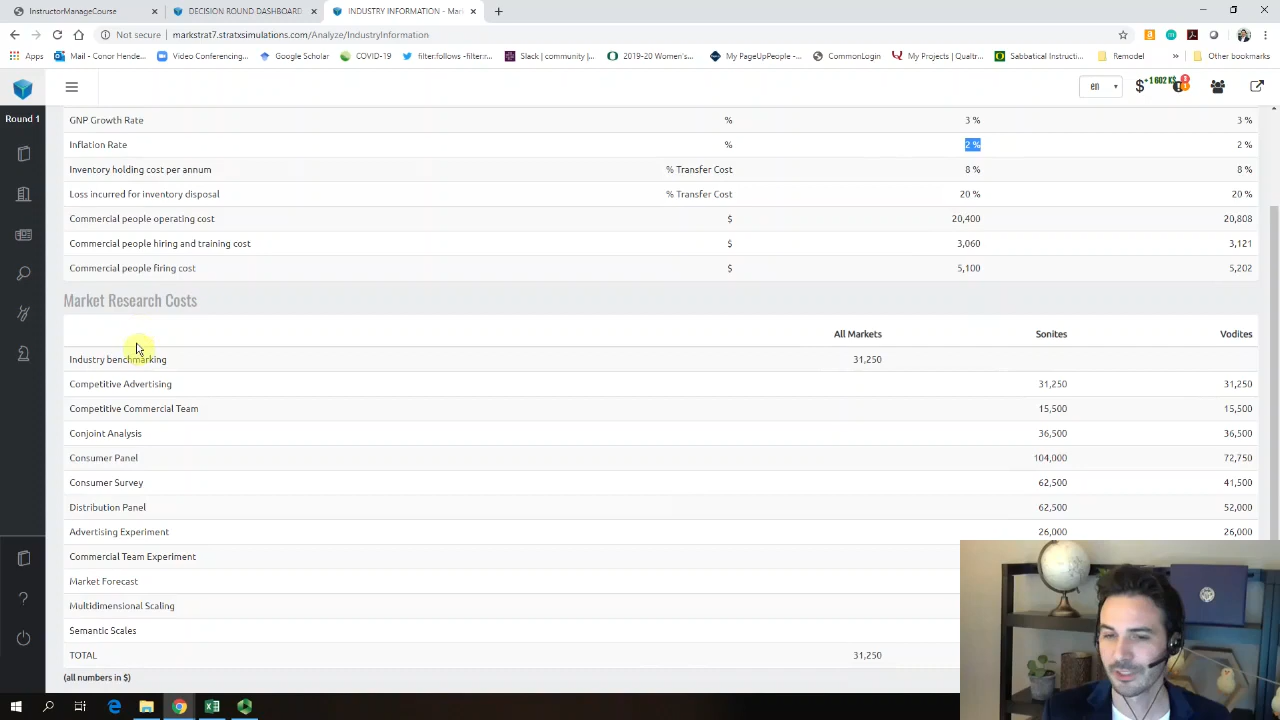 InstructorManageCourse
DECISION ROUND DASHBOARD
INDUSTRY INFORMATION - Mar
Not secure
markstrat7.stratxsimulations.com/Analyze/IndustryInformation
Apps
Mail - Conor Hende...
Video Conferencing...
Google Scholar
COVID-19
filter:follows -filter:r...
Slack | community |...
2019-20 Women's...
My PageUpPeople -...
CommonLogin
My Projects | Qualtr...
Sabbatical Instructi...
Remodel
»
Other bookmarks
en
$ +1 602 K$
Round 1
GNP Growth Rate % 3 % 3 %
Inflation Rate % 2 % 2 %
Inventory holding cost per annum % Transfer Cost 8 % 8 %
Loss incurred for inventory disposal % Transfer Cost 20 % 20 %
Commercial people operating cost $ 20,400 20,808
Commercial people hiring and training cost $ 3,060 3,121
Commercial people firing cost $ 5,100 5,202
Market Research Costs
All Markets Sonites Vodites
Industry benchmarking 31,250
Competitive Advertising 31,250 31,250
Competitive Commercial Team 15,500 15,500
Conjoint Analysis 36,500 36,500
Consumer Panel 104,000 72,750
Consumer Survey 62,500 41,500
Distribution Panel 62,500 52,000
Advertising Experiment 26,000 26,000
Commercial Team Experiment
Market Forecast
Multidimensional Scaling
Semantic Scales
TOTAL 31,250
(all numbers in $)